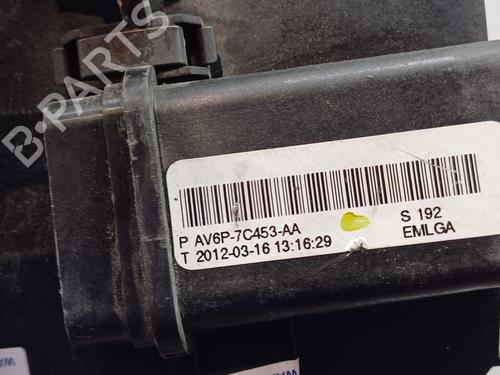 B-PARTS
P AV6P-7C453-AA
S 192
T 2012-03-16 13:16:29
EMLGA